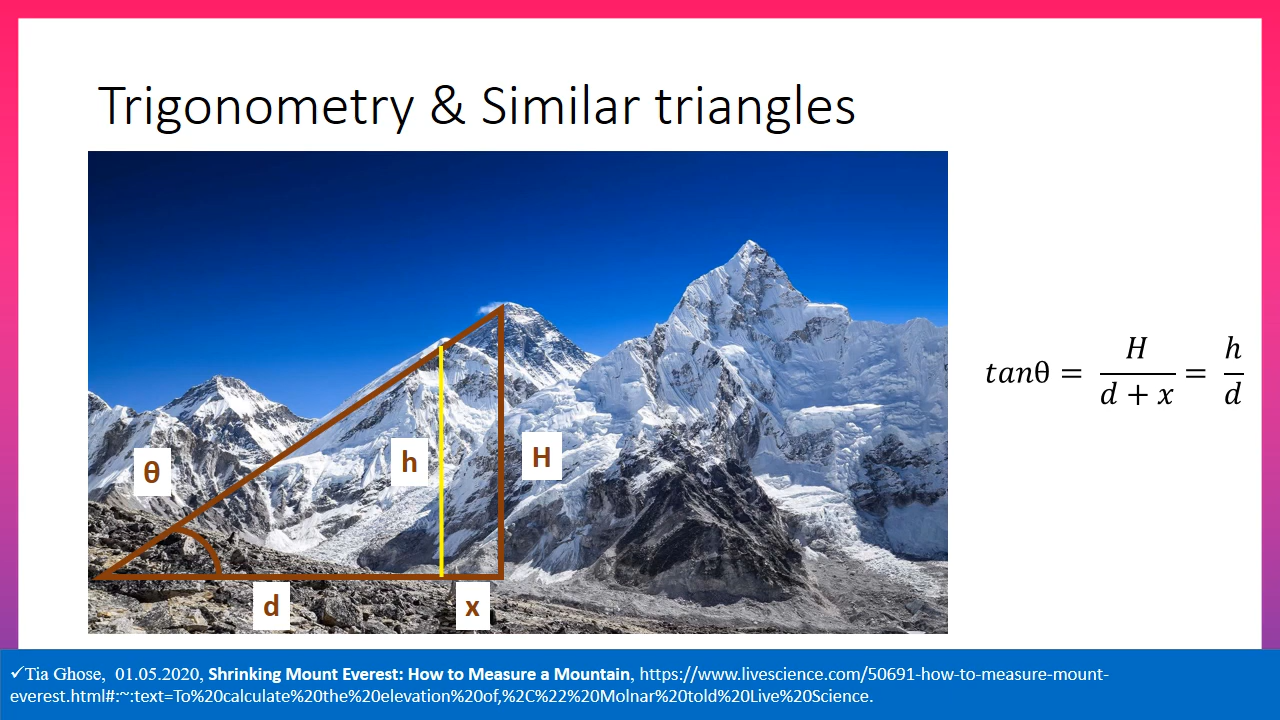 Trigonometry & Similar triangles
θ
h
H
d
x
tanθ = H / (d + x) = h / d
✓Tia Ghose, 01.05.2020, Shrinking Mount Everest: How to Measure a Mountain, https://www.livescience.com/50691-how-to-measure-mount-
everest.html#:~:text=To%20calculate%20the%20elevation%20of,%2C%22%20Molnar%20told%20Live%20Science.